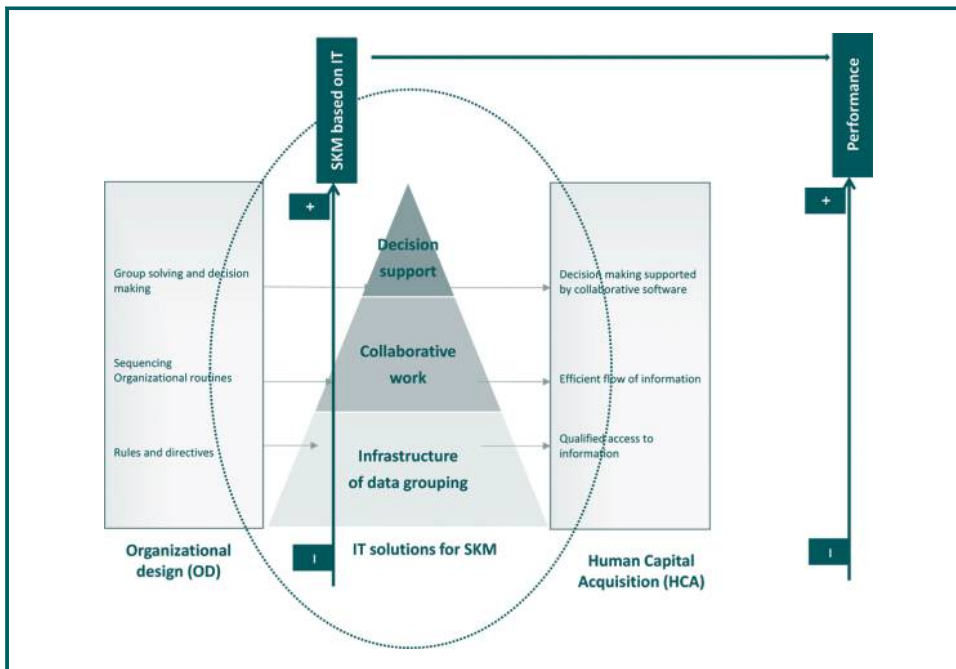 SKM based on IT
Performance
+
+
Decision
support
Group solving and decision
making
Decision making supported
by collaborative software
Collaborative
work
Sequencing
Organizational routines
Efficient flow of information
Rules and directives
Infrastructure
of data grouping
Qualified access to
information
–
–
Organizational
design (OD)
IT solutions for SKM
Human Capital
Acquisition (HCA)